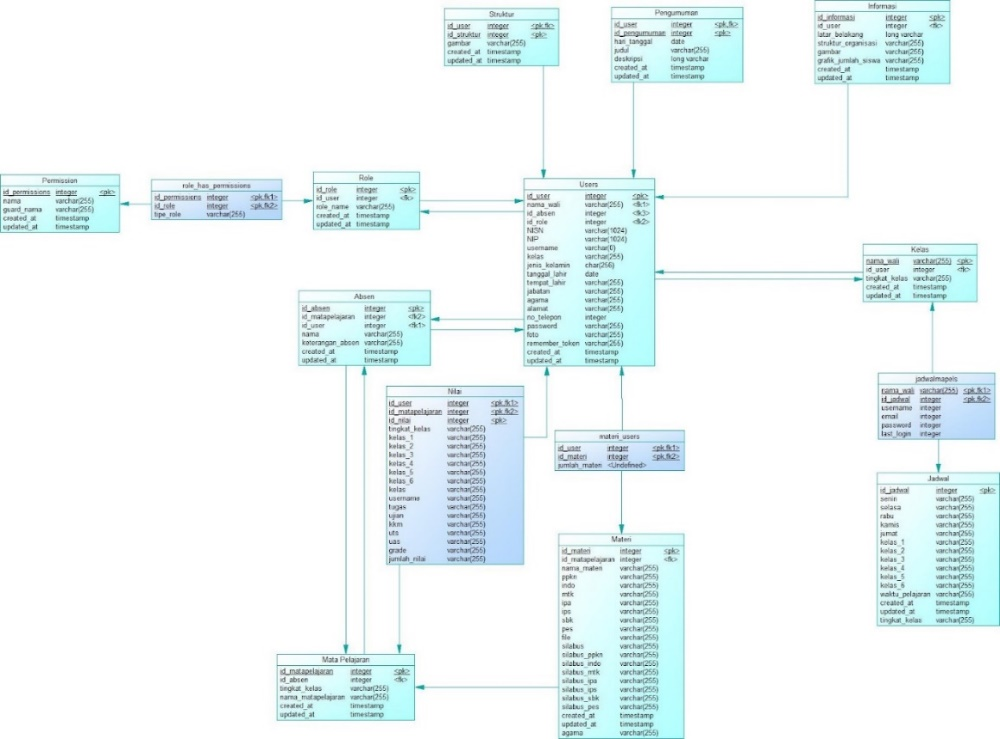 Struktur
id_user integer <pk,fk>
id_struktur integer <pk>
gambar varchar(255)
created_at timestamp
updated_at timestamp
Pengumuman
id_user integer <pk,fk>
id_pengumuman integer <pk>
hari_tanggal date
judul varchar(255)
deskripsi long varchar
created_at timestamp
updated_at timestamp
Informasi
id_informasi integer <pk>
id_user integer <fk>
latar_belakang long varchar
struktur_organisasi varchar(255)
gambar varchar(255)
grafik_jumlah_siswa varchar(255)
created_at timestamp
updated_at timestamp
Permission
id_permissions integer <pk>
nama varchar(255)
guard_nama varchar(255)
created_at timestamp
updated_at timestamp
role_has_permissions
id_permissions integer <pk,fk1>
id_role integer <pk,fk2>
tipe_role varchar(255)
Role
id_role integer <pk>
id_user integer <fk>
role_name varchar(255)
created_at timestamp
updated_at timestamp
Users
id_user integer <pk>
nama_wali varchar(255) <fk1>
id_absen integer <fk3>
id_role integer <fk2>
NISN varchar(1024)
NIP varchar(1024)
username varchar(0)
kelas varchar(255)
jenis_kelamin char(256)
tanggal_lahir date
tempat_lahir varchar(255)
jabatan varchar(255)
agama varchar(255)
alamat varchar(255)
no_telepon integer
password varchar(255)
foto varchar(255)
remember_token varchar(255)
created_at timestamp
updated_at timestamp
Kelas
nama_wali varchar(255) <pk>
id_user integer <fk>
tingkat_kelas varchar(255)
created_at timestamp
updated_at timestamp
Absen
id_absen integer <pk>
id_matapelajaran integer <fk2>
id_user integer <fk1>
nama varchar(255)
keterangan_absen varchar(255)
created_at timestamp
updated_at timestamp
jadwalmapels
nama_wali varchar(255) <pk,fk1>
id_jadwal integer <pk,fk2>
username integer
email integer
password integer
last_login integer
Nilai
id_user integer <pk,fk1>
id_matapelajaran integer <pk,fk2>
id_nilai integer <pk>
tingkat_kelas varchar(255)
kelas_1 varchar(255)
kelas_2 varchar(255)
kelas_3 varchar(255)
kelas_4 varchar(255)
kelas_5 varchar(255)
kelas_6 varchar(255)
kelas varchar(255)
username varchar(255)
tugas varchar(255)
ujian varchar(255)
kkm varchar(255)
uts varchar(255)
uas varchar(255)
grade varchar(255)
jumlah_nilai varchar(255)
materi_users
id_user integer <pk,fk1>
id_materi integer <pk,fk2>
jumlah_materi <Undefined>
Jadwal
id_jadwal integer <pk>
senin varchar(255)
selasa varchar(255)
rabu varchar(255)
kamis varchar(255)
jumat varchar(255)
kelas_1 varchar(255)
kelas_2 varchar(255)
kelas_3 varchar(255)
kelas_4 varchar(255)
kelas_5 varchar(255)
kelas_6 varchar(255)
waktu_pelajaran varchar(255)
created_at timestamp
updated_at timestamp
tingkat_kelas varchar(255)
Materi
id_materi integer <pk>
id_matapelajaran integer <fk>
nama_materi varchar(255)
ppkn varchar(255)
indo varchar(255)
mtk varchar(255)
ipa varchar(255)
ips varchar(255)
sbk varchar(255)
pes varchar(255)
file varchar(255)
silabus varchar(255)
silabus_ppkn varchar(255)
silabus_indo varchar(255)
silabus_mtk varchar(255)
silabus_ipa varchar(255)
silabus_ips varchar(255)
silabus_sbk varchar(255)
silabus_pes varchar(255)
created_at timestamp
updated_at timestamp
agama varchar(255)
Mata Pelajaran
id_matapelajaran integer <pk>
id_absen integer <fk>
tingkat_kelas varchar(255)
nama_matapelajaran varchar(255)
created_at timestamp
updated_at timestamp